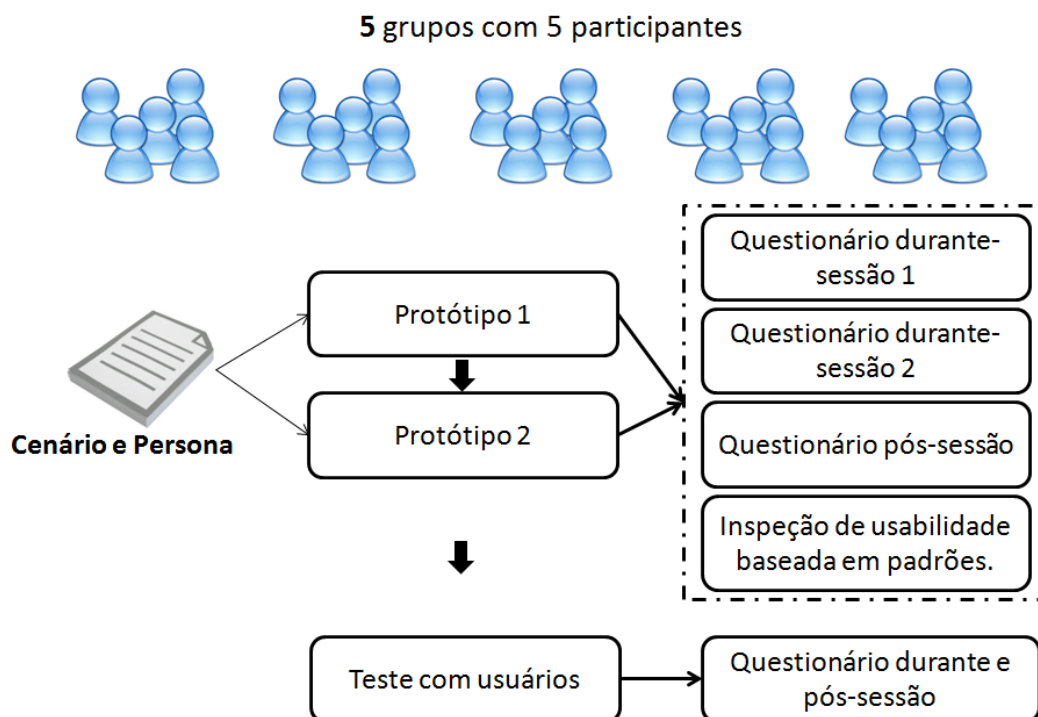 5 grupos com 5 participantes
Questionário durante-
sessão 1
Protótipo 1
Questionário durante-
sessão 2
Protótipo 2
Cenário e Persona
Questionário pós-sessão
Inspeção de usabilidade
baseada em padrões.
Teste com usuários
Questionário durante e
pós-sessão